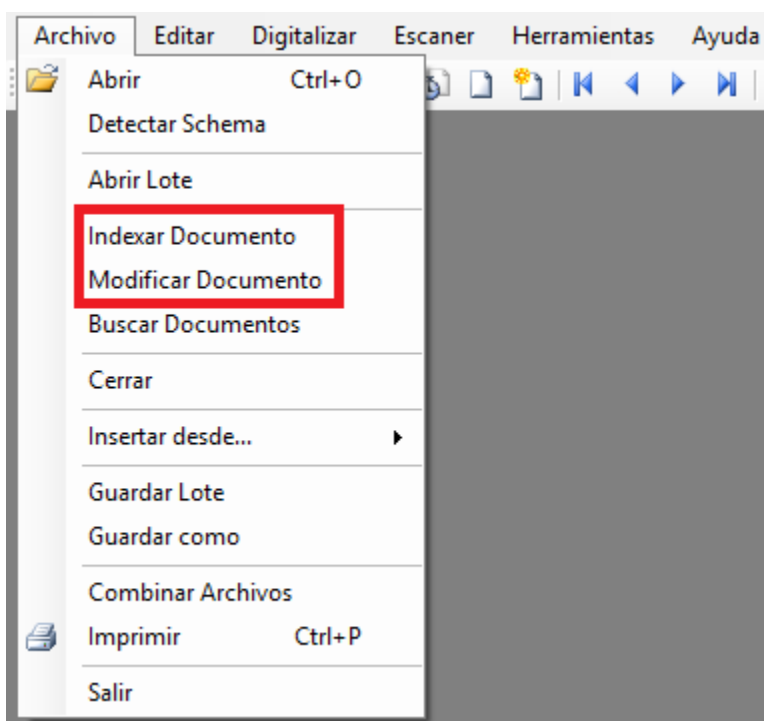 Archivo Editar Digitalizar Escaner Herramientas Ayuda
Abrir Ctrl+O
Detectar Schema
Abrir Lote
Indexar Documento
Modificar Documento
Buscar Documentos
Cerrar
Insertar desde...
Guardar Lote
Guardar como
Combinar Archivos
Imprimir Ctrl+P
Salir